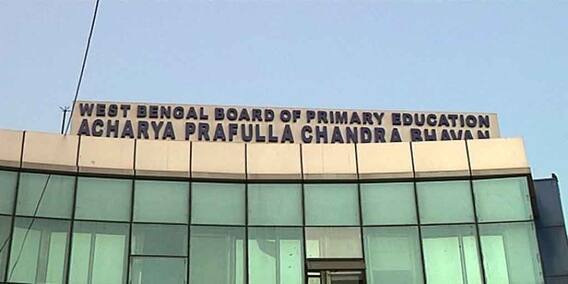 WEST BENGAL BOARD OF PRIMARY EDUCATION
ACHARYA PRAFULLA CHANDRA BHAVAN